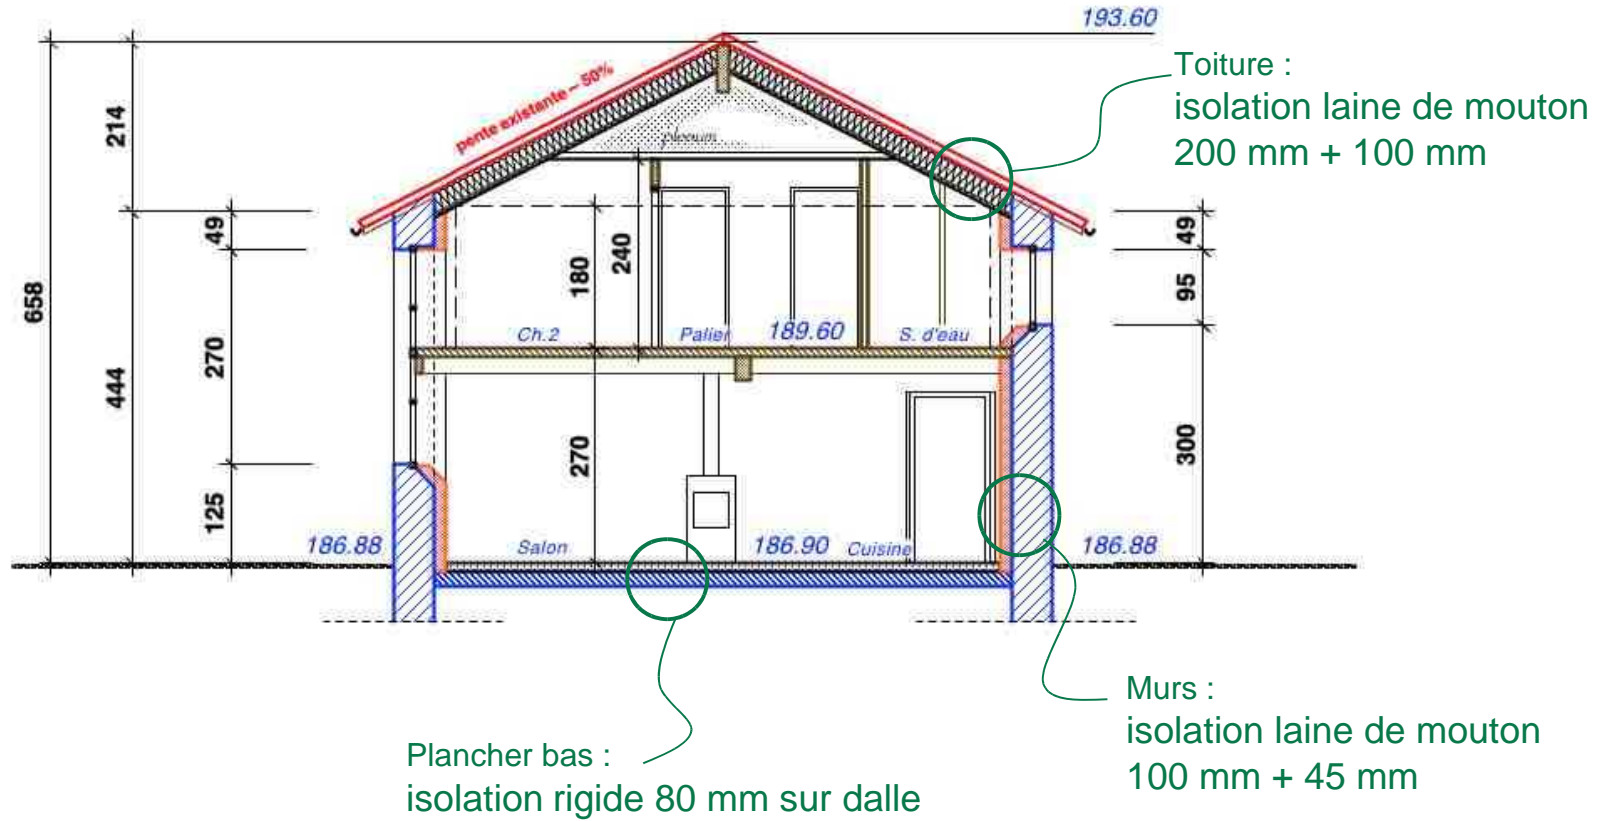 193.60
Toiture :
isolation laine de mouton
200 mm + 100 mm
pente existante – 50%
plenum
214
49
49
658
240
180
95
270
444
Ch.2
Palier
189.60
S. d'eau
270
300
125
186.88
Salon
186.90
Cuisine
186.88
Murs :
isolation laine de mouton
100 mm + 45 mm
Plancher bas :
isolation rigide 80 mm sur dalle